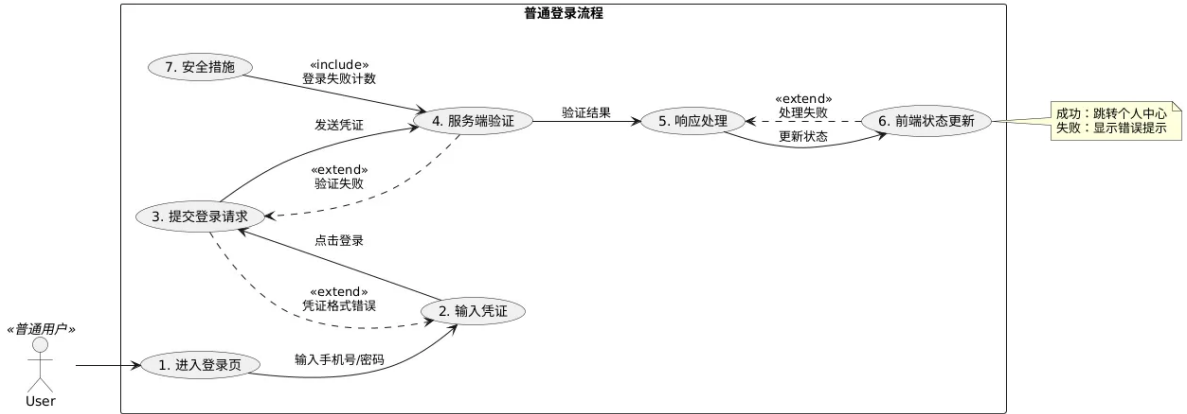 普通登录流程
7. 安全措施
«include»
登录失败计数
4. 服务端验证
验证结果
5. 响应处理
«extend»
处理失败
更新状态
6. 前端状态更新
成功：跳转个人中心
失败：显示错误提示
发送凭证
«extend»
验证失败
3. 提交登录请求
点击登录
«extend»
凭证格式错误
2. 输入凭证
«普通用户»
User
1. 进入登录页
输入手机号/密码